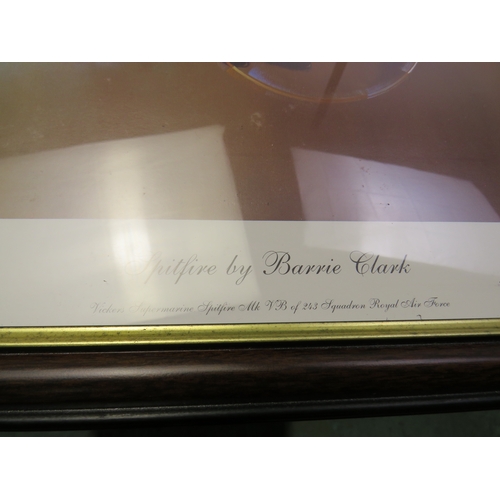 Spitfire by Barrie Clark
Vickers Supermarine Spitfire Mk VB of 243 Squadron Royal Air Force